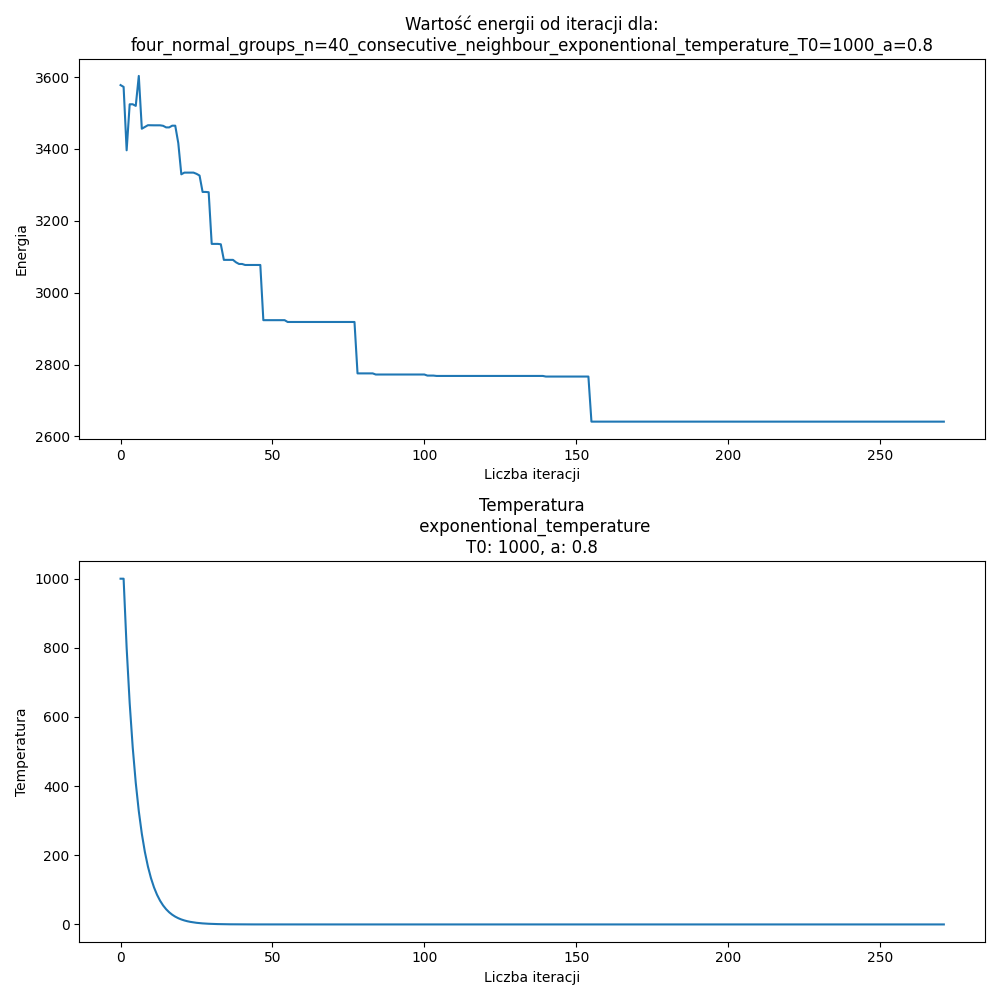 Wartość energii od iteracji dla:
four_normal_groups_n=40_consecutive_neighbour_exponentional_temperature_T0=1000_a=0.8
3600
3400
3200
3000
2800
2600
Energia
0 50 100 150 200 250
Liczba iteracji
Temperatura
exponentional_temperature
T0: 1000, a: 0.8
1000
800
600
400
200
0
Temperatura
0 50 100 150 200 250
Liczba iteracji